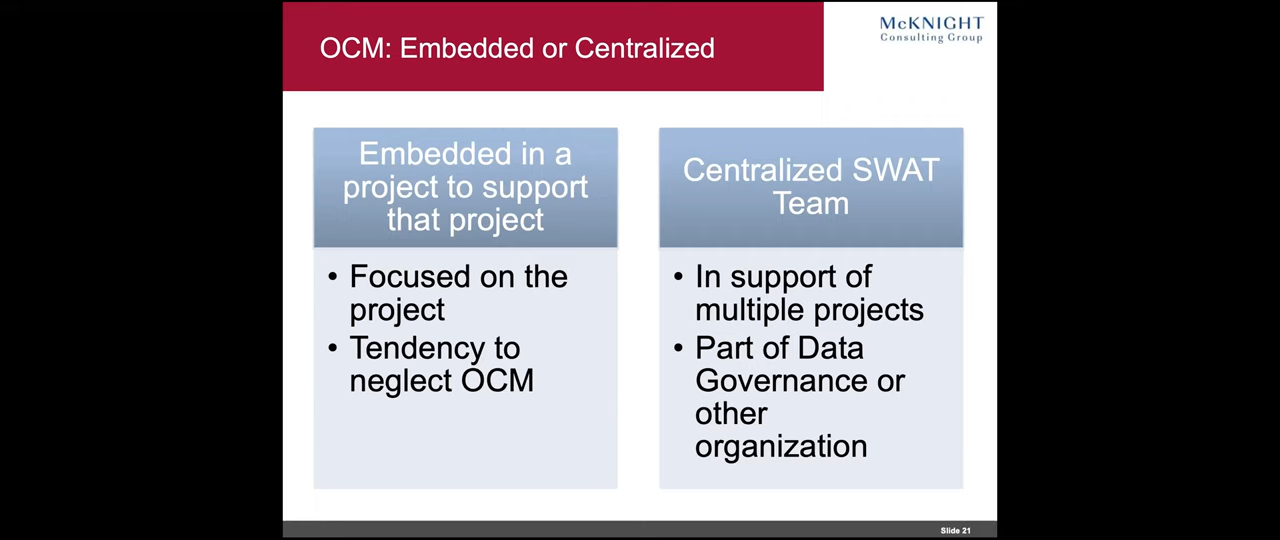 OCM: Embedded or Centralized
McKNIGHT
Consulting Group
Embedded in a
project to support
that project
• Focused on the
project
• Tendency to
neglect OCM
Centralized SWAT
Team
• In support of
multiple projects
• Part of Data
Governance or
other
organization
Slide 21